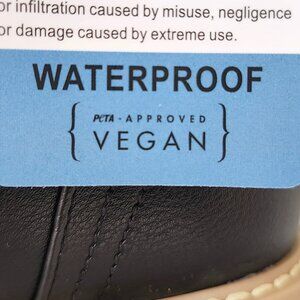 or infiltration caused by misuse, negligence
or damage caused by extreme use.
WATERPROOF
PETA - APPROVED
VEGAN